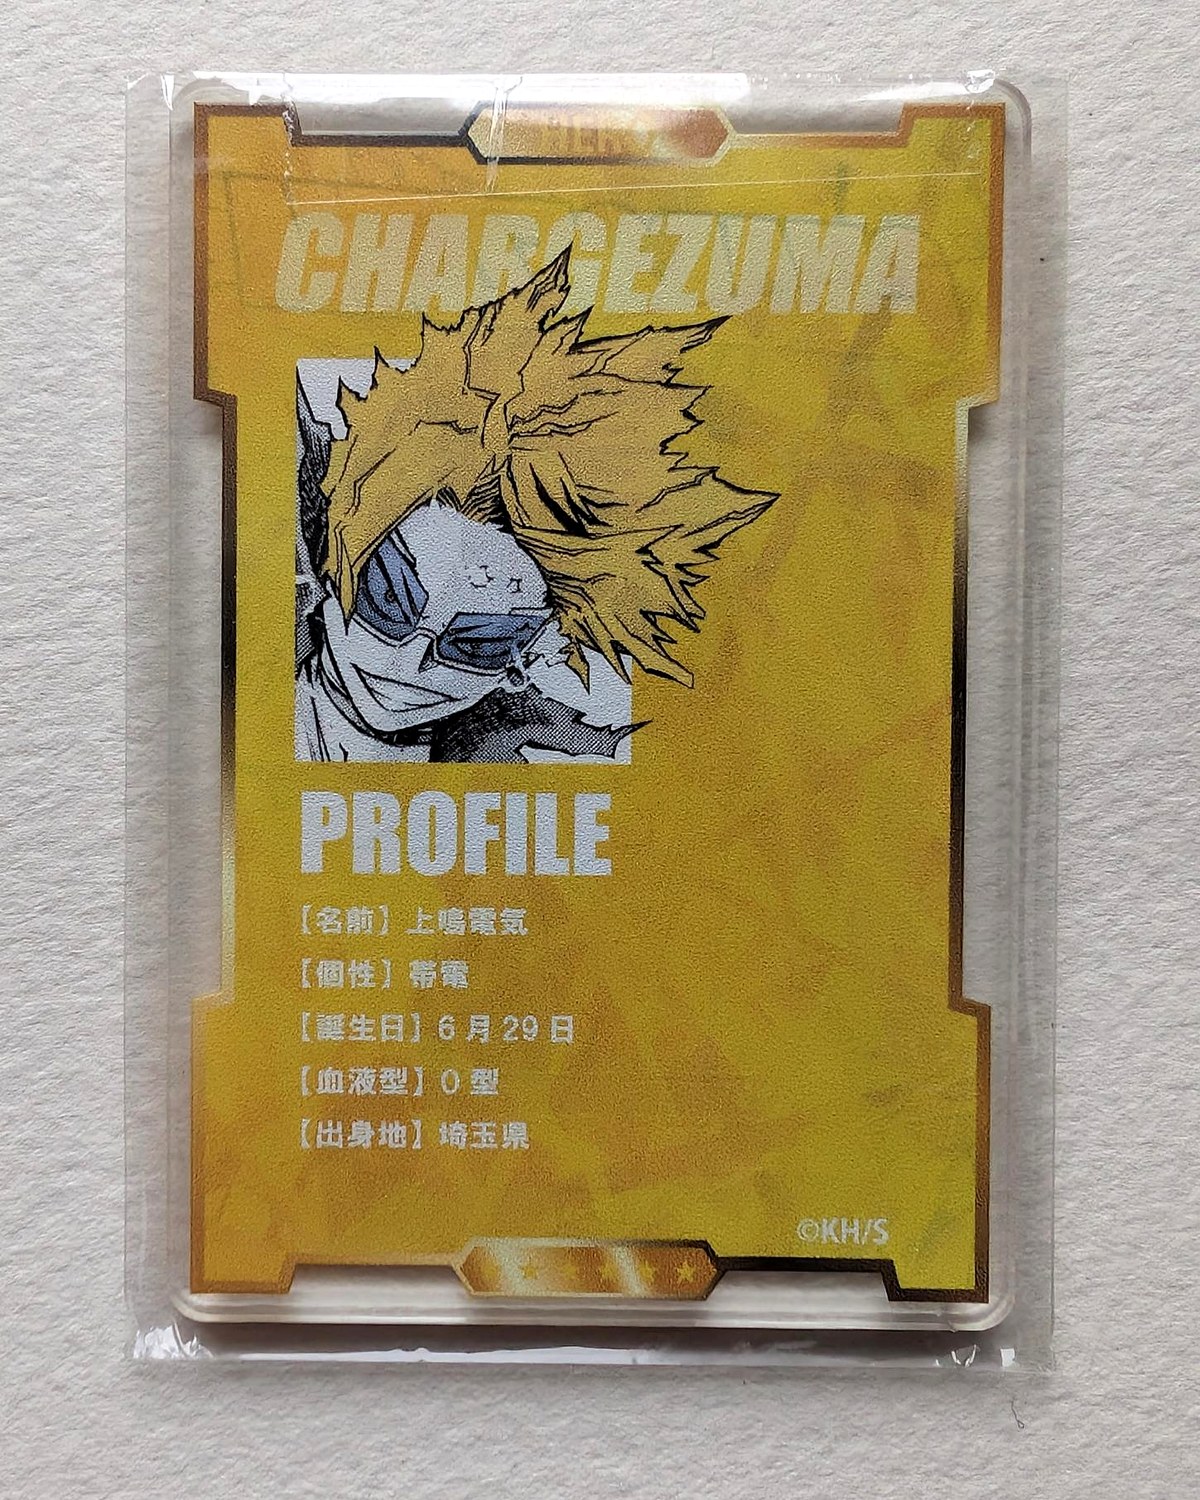 HERO
CHARGEZUMA
PROFILE
【名前】上鳴電気
【個性】帯電
【誕生日】6月29日
【血液型】O型
【出身地】埼玉県
©KH/S